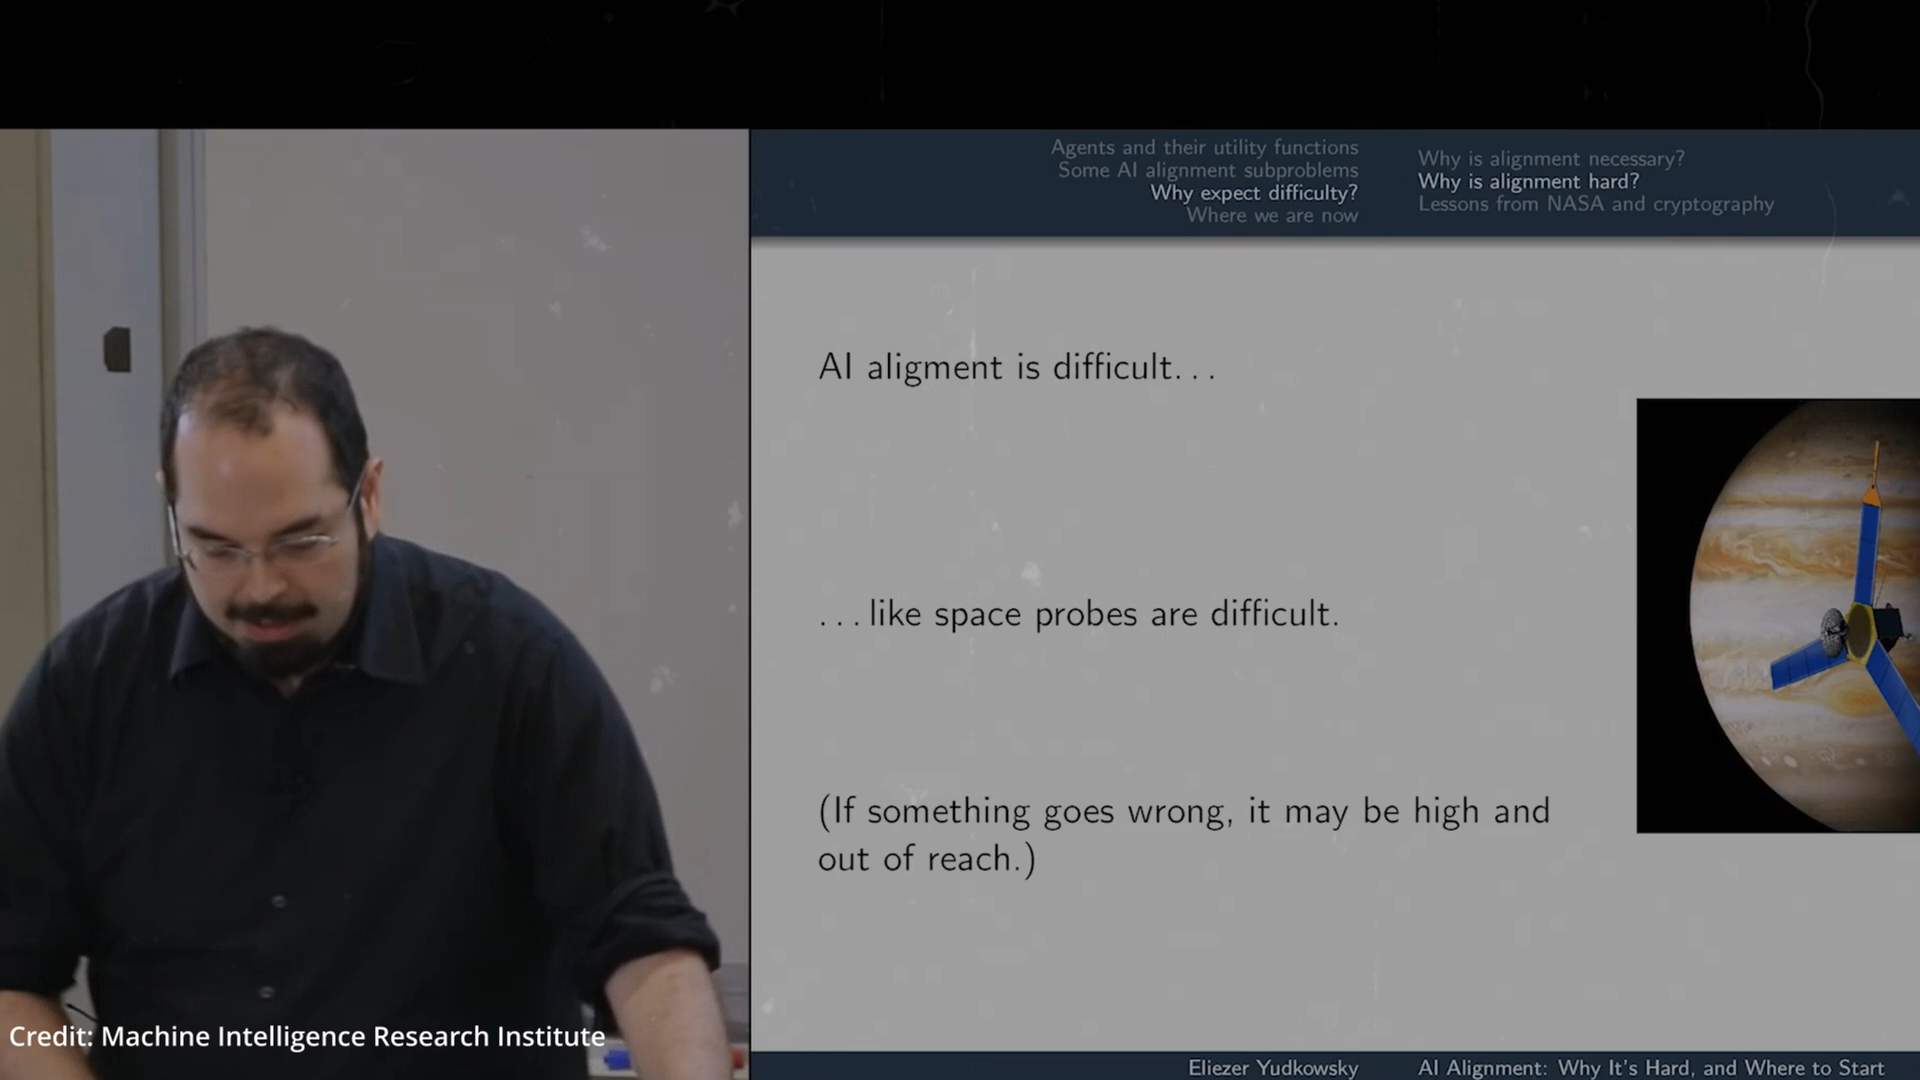 Agents and their utility functions
Some AI alignment subproblems
Why expect difficulty?
Where we are now
Why is alignment necessary?
Why is alignment hard?
Lessons from NASA and cryptography
AI aligment is difficult. . .
. . . like space probes are difficult.
(If something goes wrong, it may be high and
out of reach.)
Credit: Machine Intelligence Research Institute
Eliezer Yudkowsky
AI Alignment: Why It's Hard, and Where to Start